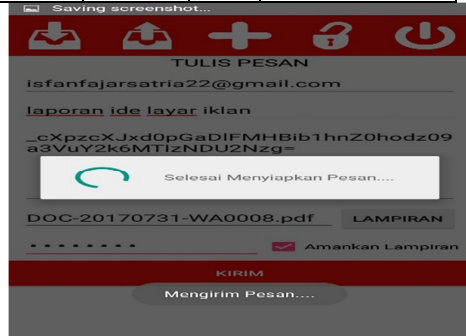 Saving screenshot...
TULIS PESAN
isfanfajarsatria22@gmail.com
laporan ide layar iklan
_cXpzcXJxd0pGaDlFMHBib1hnZ0hodz09
a3VuY2k6MTIzNDU2Nzg=
Selesai Menyiapkan Pesan....
DOC-20170731-WA0008.pdf LAMPIRAN
Amankan Lampiran
KIRIM
Mengirim Pesan....